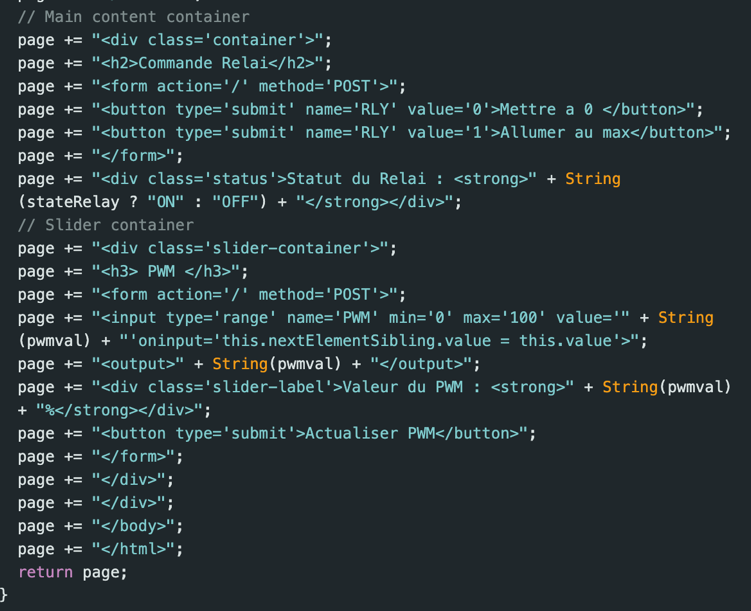 // Main content container
page += "<div class='container'>";
page += "<h2>Commande Relai</h2>";
page += "<form action='/' method='POST'>";
page += "<button type='submit' name='RLY' value='0'>Mettre a 0 </button>";
page += "<button type='submit' name='RLY' value='1'>Allumer au max</button>";
page += "</form>";
page += "<div class='status'>Statut du Relai : <strong>" + String
(stateRelay ? "ON" : "OFF") + "</strong></div>";
// Slider container
page += "<div class='slider-container'>";
page += "<h3> PWM </h3>";
page += "<form action='/' method='POST'>";
page += "<input type='range' name='PWM' min='0' max='100' value='" + String
(pwmval) + "'oninput='this.nextElementSibling.value = this.value'>";
page += "<output>" + String(pwmval) + "</output>";
page += "<div class='slider-label'>Valeur du PWM : <strong>" + String(pwmval)
+ "%</strong></div>";
page += "<button type='submit'>Actualiser PWM</button>";
page += "</form>";
page += "</div>";
page += "</div>";
page += "</body>";
page += "</html>";
return page;
}